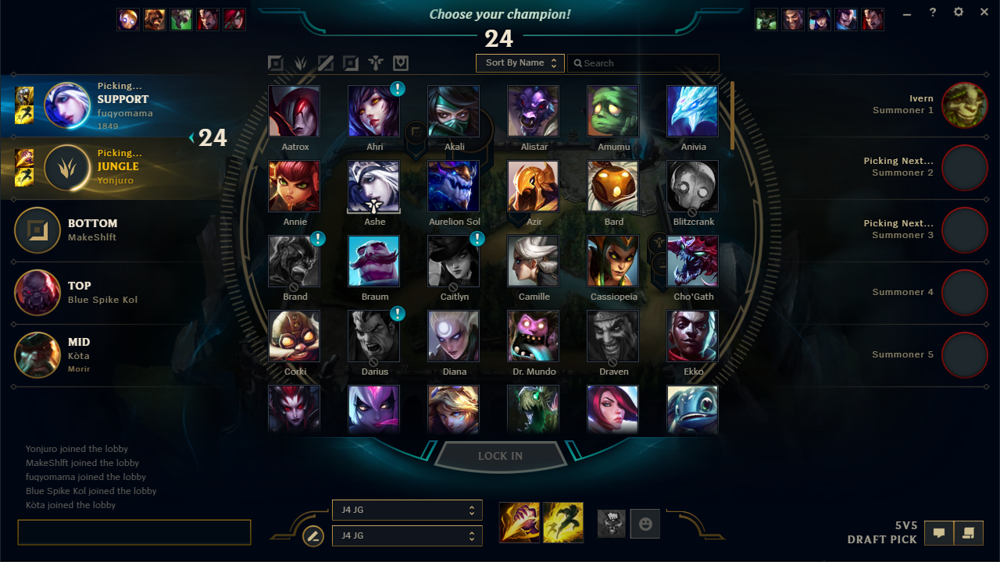 Choose your champion!
24
?
Sort By Name
Search
Picking...
SUPPORT
fuqyomama
1849
24
Picking...
JUNGLE
Yonjuro
BOTTOM
MakeShlft
TOP
Blue Spike Kol
MID
Kòta
Morir
!
Aatrox
Ahri
Akali
Alistar
Amumu
Anivia
Annie
Ashe
Aurelion Sol
Azir
Bard
Blitzcrank
!
!
Brand
Braum
Caitlyn
Camille
Cassiopeia
Cho'Gath
!
Corki
Darius
Diana
Dr. Mundo
Draven
Ekko
Ivern
Summoner 1
Picking Next...
Summoner 2
Picking Next...
Summoner 3
Summoner 4
Summoner 5
LOCK IN
Yonjuro joined the lobby
MakeShlft joined the lobby
fuqyomama joined the lobby
Blue Spike Kol joined the lobby
Kòta joined the lobby
J4 JG
J4 JG
5V5
DRAFT PICK